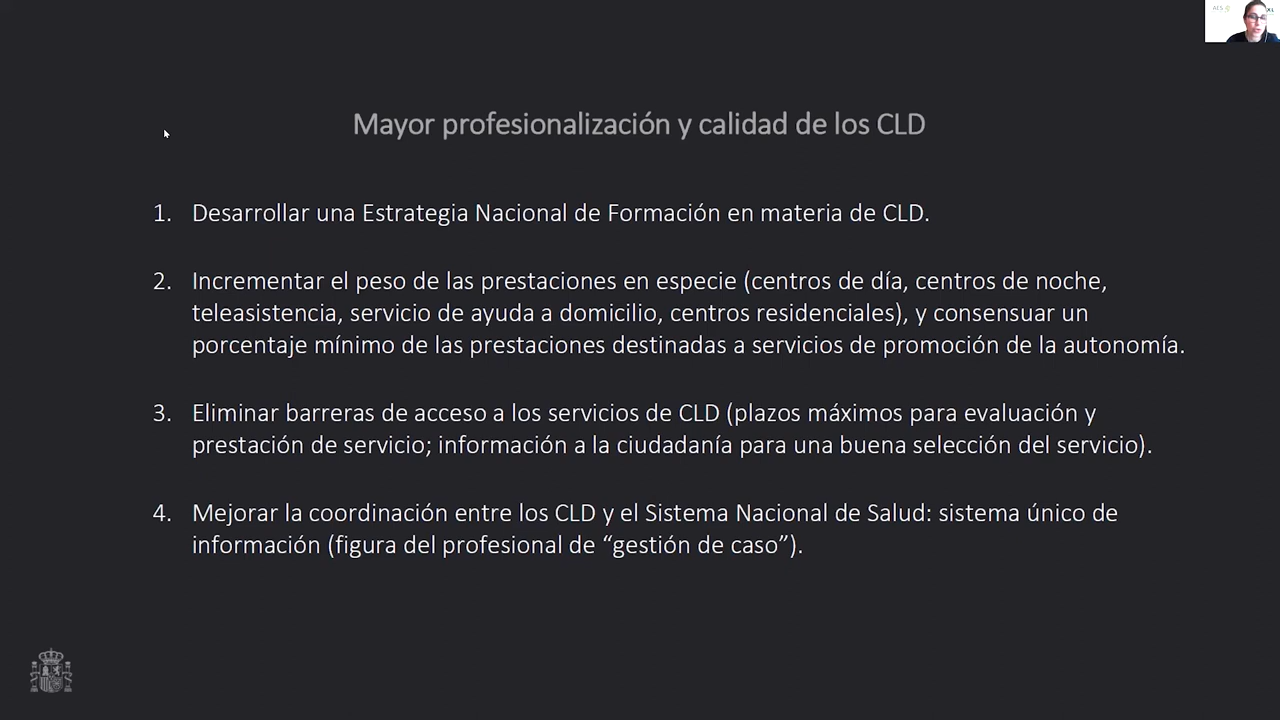 Mayor profesionalización y calidad de los CLD
1. Desarrollar una Estrategia Nacional de Formación en materia de CLD.
2. Incrementar el peso de las prestaciones en especie (centros de día, centros de noche,
teleasistencia, servicio de ayuda a domicilio, centros residenciales), y consensuar un
porcentaje mínimo de las prestaciones destinadas a servicios de promoción de la autonomía.
3. Eliminar barreras de acceso a los servicios de CLD (plazos máximos para evaluación y
prestación de servicio; información a la ciudadanía para una buena selección del servicio).
4. Mejorar la coordinación entre los CLD y el Sistema Nacional de Salud: sistema único de
información (figura del profesional de “gestión de caso”).